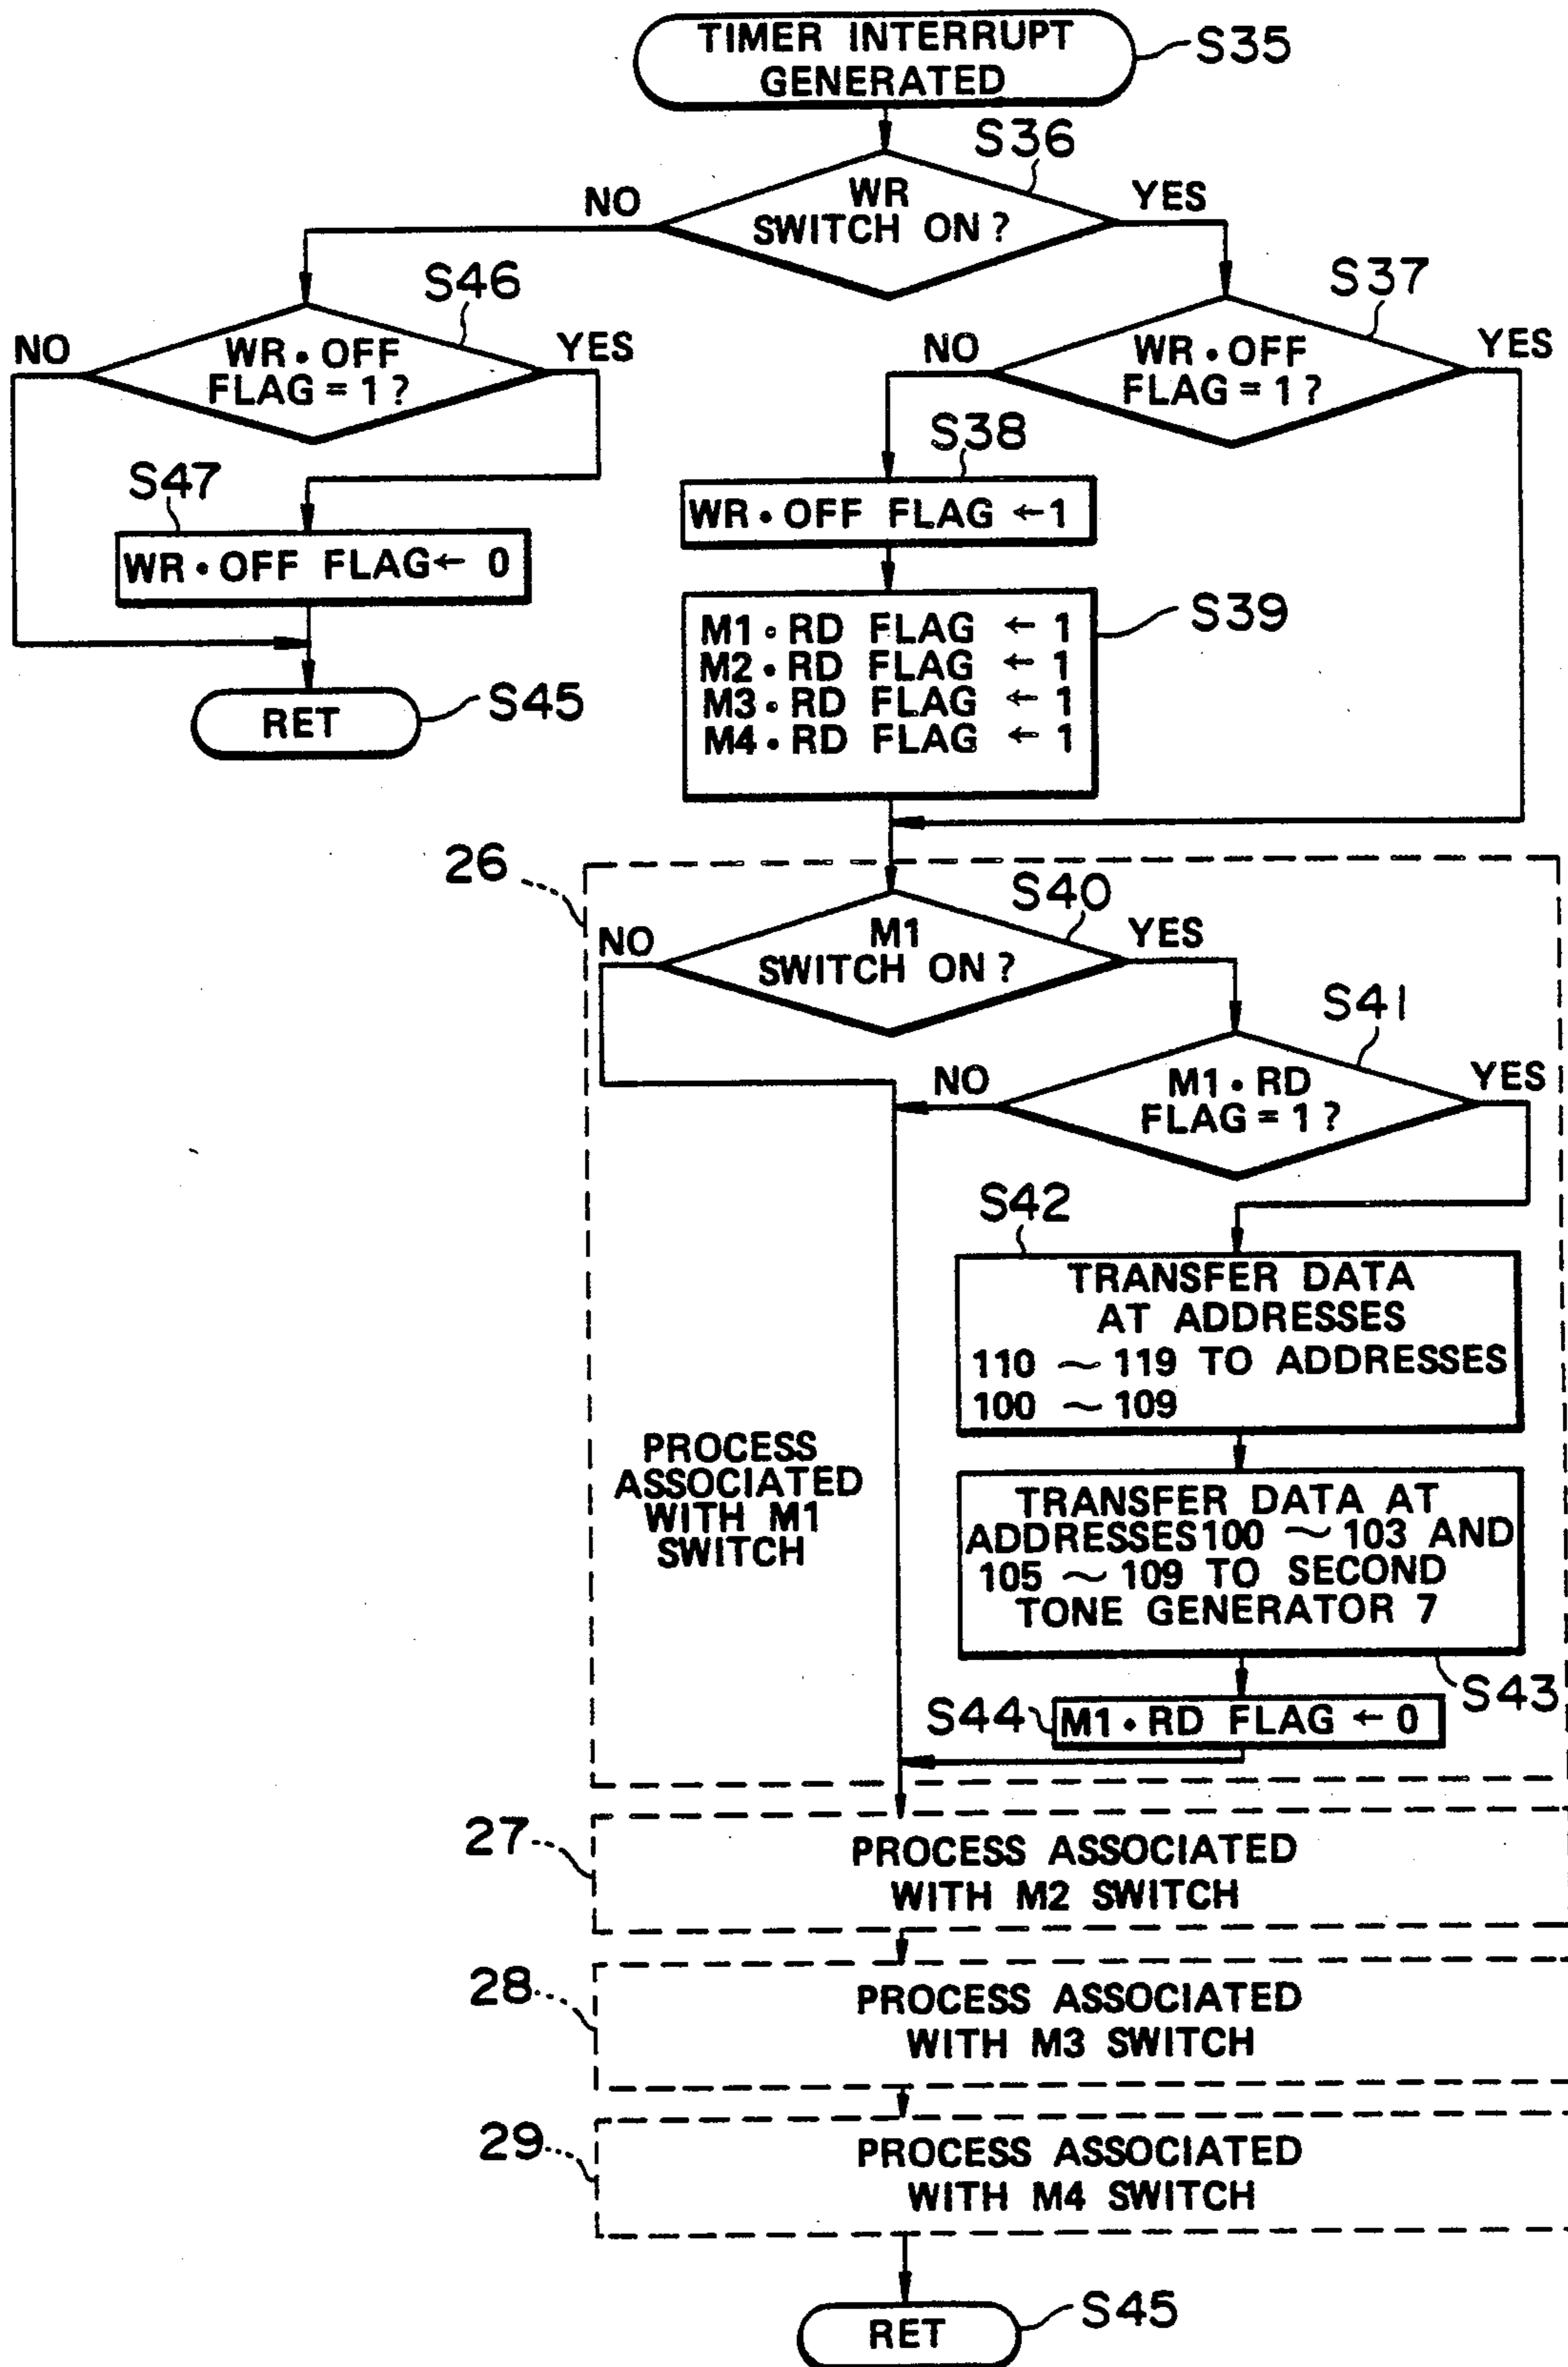 TIMER INTERRUPT
GENERATED
S35
S36
WR
SWITCH ON?
NO
YES
S46
S37
NO
WR•OFF
FLAG = 1?
YES
NO
WR•OFF
FLAG = 1?
YES
S47
WR•OFF FLAG ← 0
S38
WR•OFF FLAG ← 1
S39
M1•RD FLAG ← 1
M2•RD FLAG ← 1
M3•RD FLAG ← 1
M4•RD FLAG ← 1
RET
S45
26
S40
NO
M1
SWITCH ON?
YES
S41
NO
M1•RD
FLAG = 1?
YES
S42
TRANSFER DATA
AT ADDRESSES
110 ~ 119 TO ADDRESSES
100 ~ 109
PROCESS
ASSOCIATED
WITH M1
SWITCH
TRANSFER DATA AT
ADDRESSES 100 ~ 103 AND
105 ~ 109 TO SECOND
TONE GENERATOR 7
S43
S44
M1•RD FLAG ← 0
27
PROCESS ASSOCIATED
WITH M2 SWITCH
28
PROCESS ASSOCIATED
WITH M3 SWITCH
29
PROCESS ASSOCIATED
WITH M4 SWITCH
RET
S45